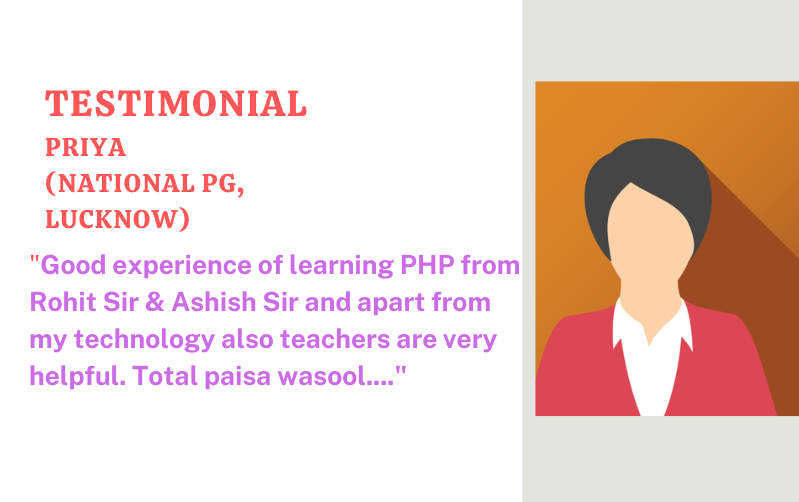 TESTIMONIAL
PRIYA
(NATIONAL PG,
LUCKNOW)
"Good experience of learning PHP from
Rohit Sir & Ashish Sir and apart from
my technology also teachers are very
helpful. Total paisa wasool...."